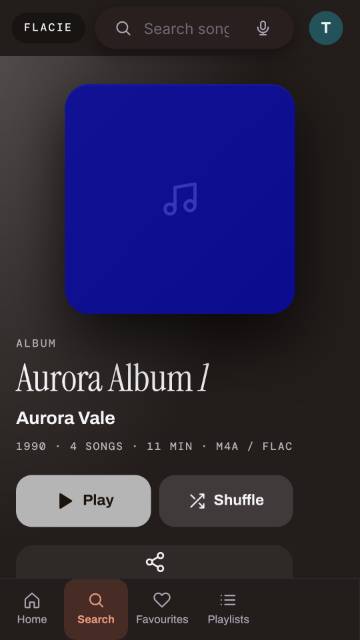 FLACIE
Search song
T
ALBUM
Aurora Album 1
Aurora Vale
1990 · 4 SONGS · 11 MIN · M4A / FLAC
Play
Shuffle
Home
Search
Favourites
Playlists